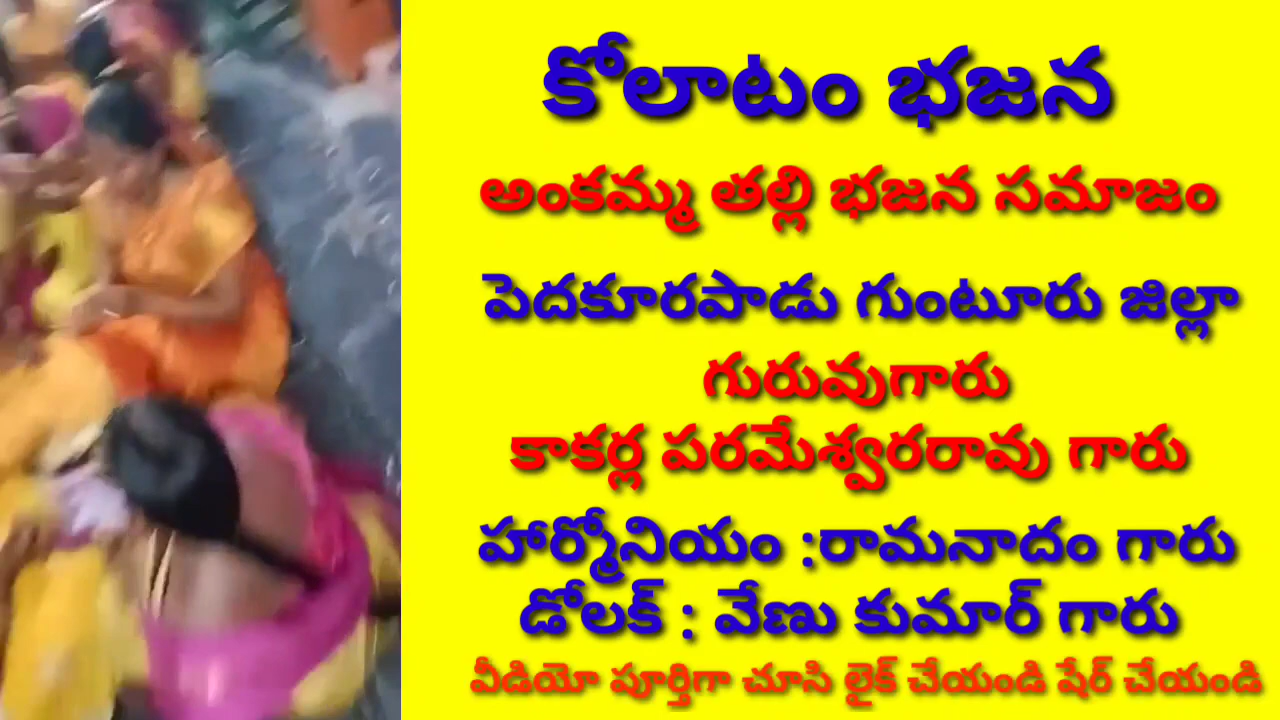 కోలాటం భజన
అంకమ్మ తల్లి భజన సమాజం
పెదకూరపాడు గుంటూరు జిల్లా
గురువుగారు
కాకర్ల పరమేశ్వరరావు గారు
హార్మోనియం :రామనాదం గారు
డోలక్ : వేణు కుమార్ గారు
వీడియో పూర్తిగా చూసి లైక్ చేయండి షేర్ చేయండి